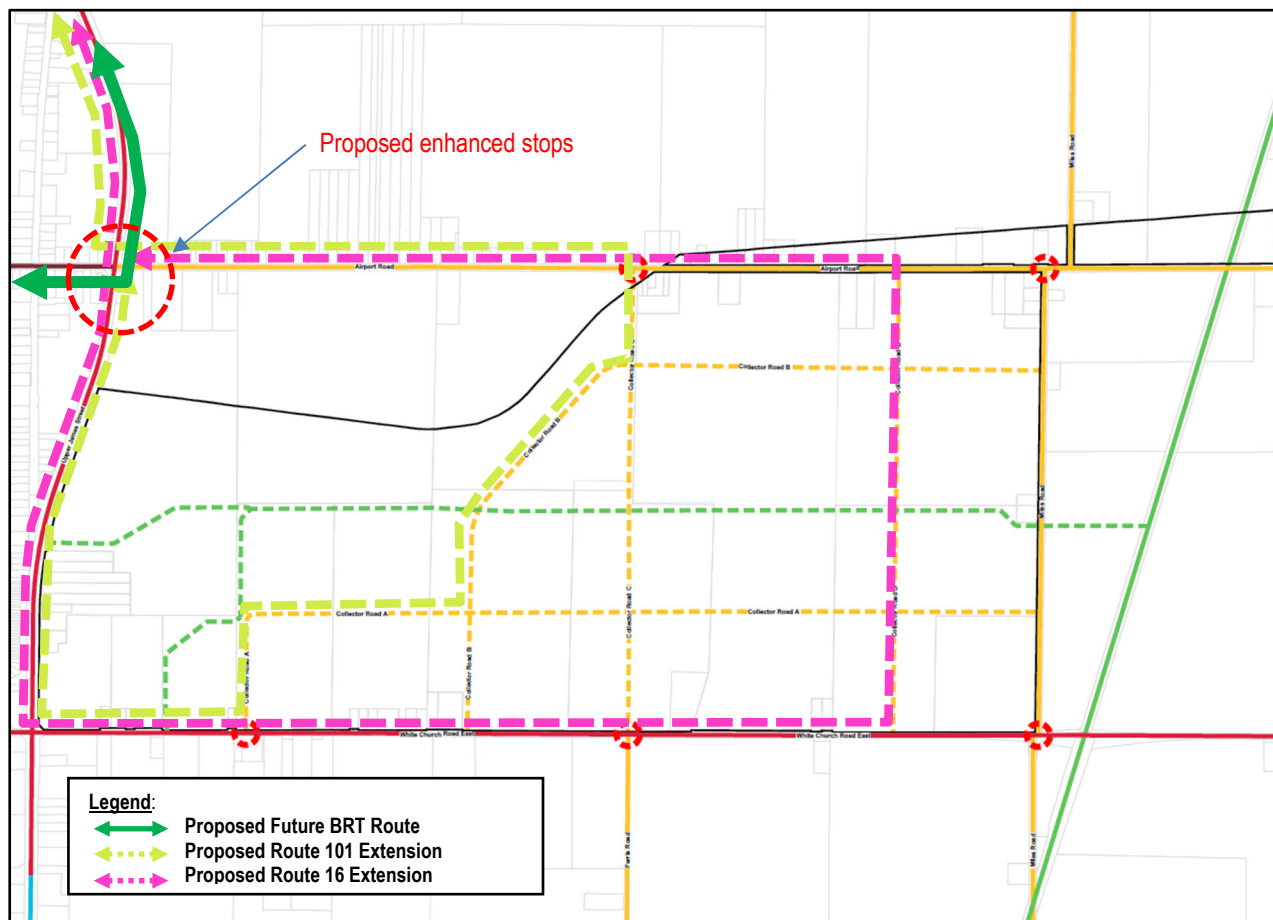 Miles Road
Proposed enhanced stops
Airport Road
Airport Road
Collector Road B
Upper James Street
Collector Road B
Miles Road
Collector Road A
Collector Road A
Collector Road C
Collector Road A
Collector Road B
White Church Road East
White Church Road East
Ferris Road
Miles Road
Legend:
Proposed Future BRT Route
Proposed Route 101 Extension
Proposed Route 16 Extension